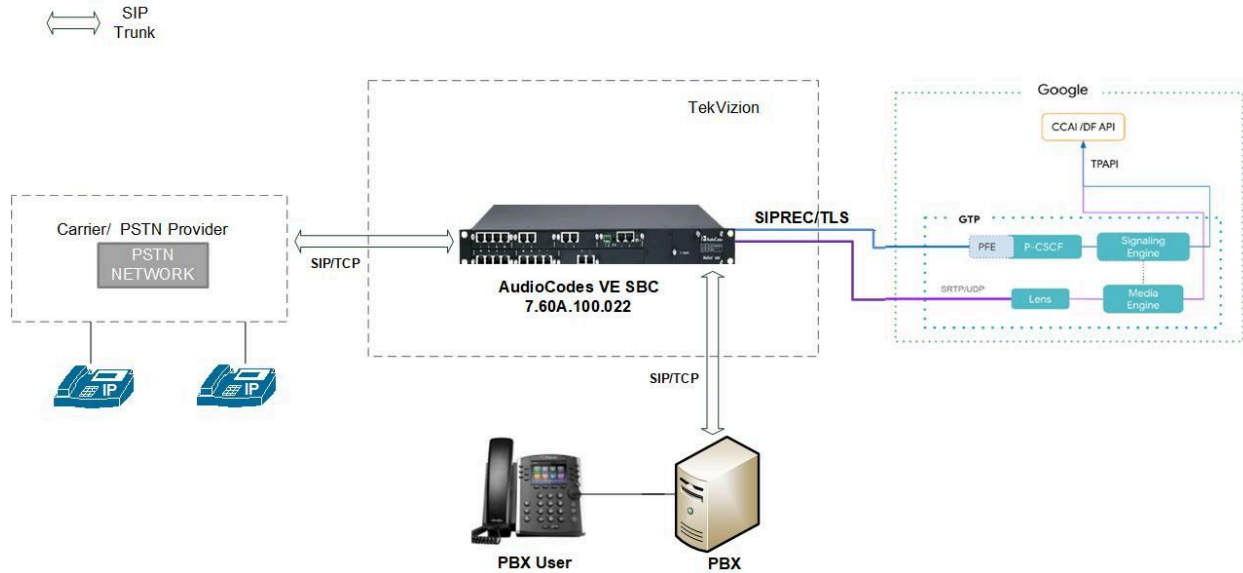 SIP
Trunk
TekVizion
Google
CCAI /DF API
TPAPI
Carrier/ PSTN Provider
PSTN
NETWORK
SIP/TCP
SIPREC/TLS
GTP
PFE
P-CSCF
Signaling
Engine
AudioCodes VE SBC
7.60A.100.022
SRTP/UDP
Lens
Media
Engine
IP
IP
SIP/TCP
PBX User
PBX